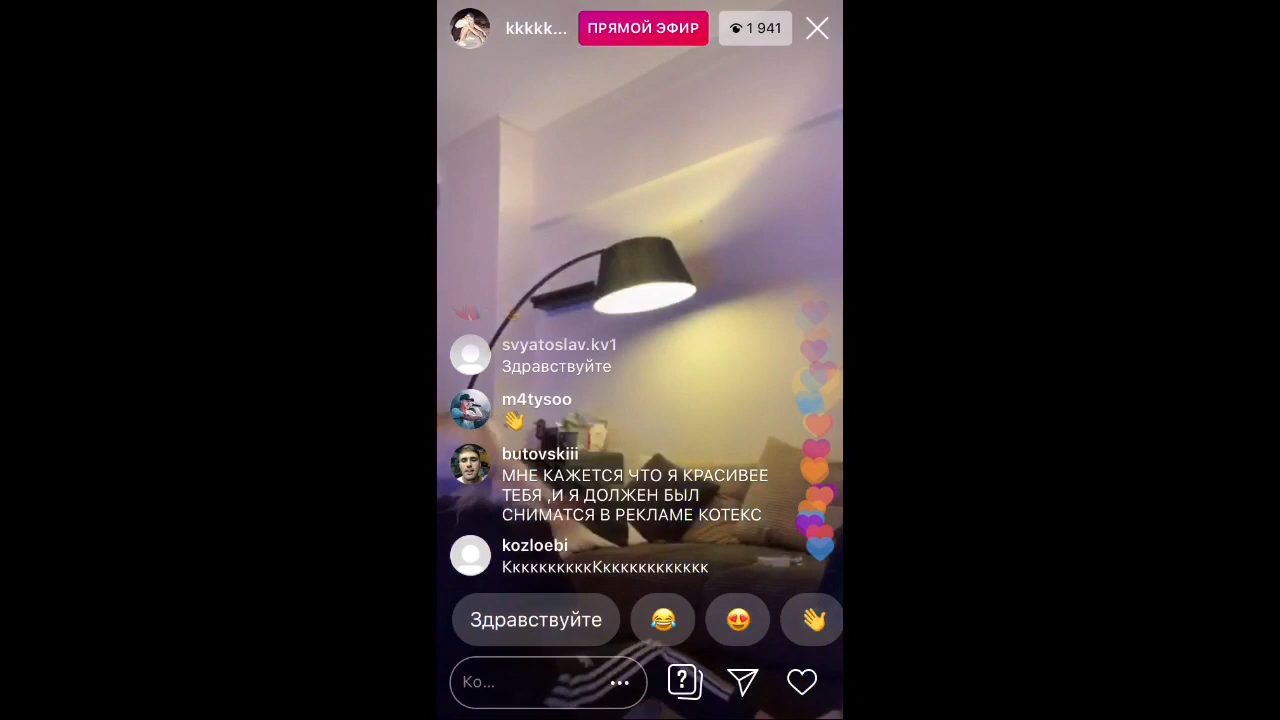 kkkkk...
ПРЯМОЙ ЭФИР
1 941
svyatoslav.kv1
Здравствуйте
m4tysoo
butovskiii
МНЕ КАЖЕТСЯ ЧТО Я КРАСИВЕЕ
ТЕБЯ ,И Я ДОЛЖЕН БЫЛ
СНИМАТСЯ В РЕКЛАМЕ КОТЕКС
kozloebi
КкккккккккКкккккккккккк
Здравствуйте
Ко...